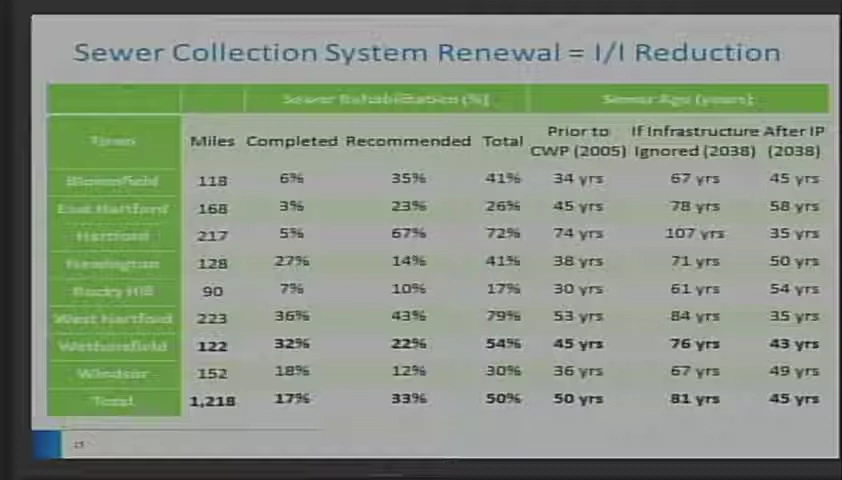 Sewer Collection System Renewal = I/I Reduction
Sewer Rehabilitation (%) Sewer Age (years)
Town Miles Completed Recommended Total Prior to CWP (2005) If Infrastructure Ignored (2038) After IP (2038)
Bloomfield 118 6% 35% 41% 34 yrs 67 yrs 45 yrs
East Hartford 168 3% 23% 26% 45 yrs 78 yrs 58 yrs
Hartford 217 5% 67% 72% 74 yrs 107 yrs 35 yrs
Newington 128 27% 14% 41% 38 yrs 71 yrs 50 yrs
Rocky Hill 90 7% 10% 17% 30 yrs 61 yrs 54 yrs
West Hartford 223 36% 43% 79% 53 yrs 84 yrs 35 yrs
Wethersfield 122 32% 22% 54% 45 yrs 76 yrs 43 yrs
Windsor 152 18% 12% 30% 36 yrs 67 yrs 49 yrs
Total 1,218 17% 33% 50% 50 yrs 81 yrs 45 yrs